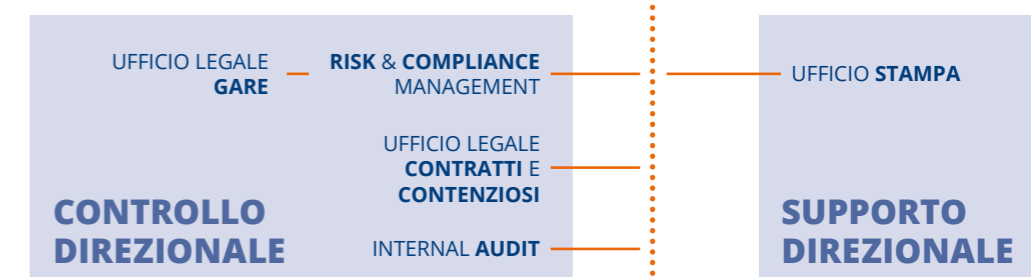 UFFICIO LEGALE
GARE
RISK & COMPLIANCE
MANAGEMENT
UFFICIO LEGALE
CONTRATTI E
CONTENZIOSI
INTERNAL AUDIT
CONTROLLO
DIREZIONALE
UFFICIO STAMPA
SUPPORTO
DIREZIONALE